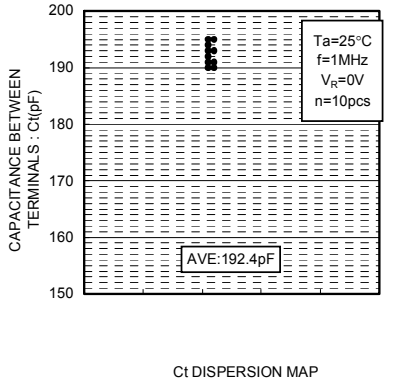 CAPACITANCE BETWEEN
TERMINALS : Ct(pF)
200
190
180
170
160
150
Ta=25°C
f=1MHz
VR=0V
n=10pcs
AVE:192.4pF
Ct DISPERSION MAP